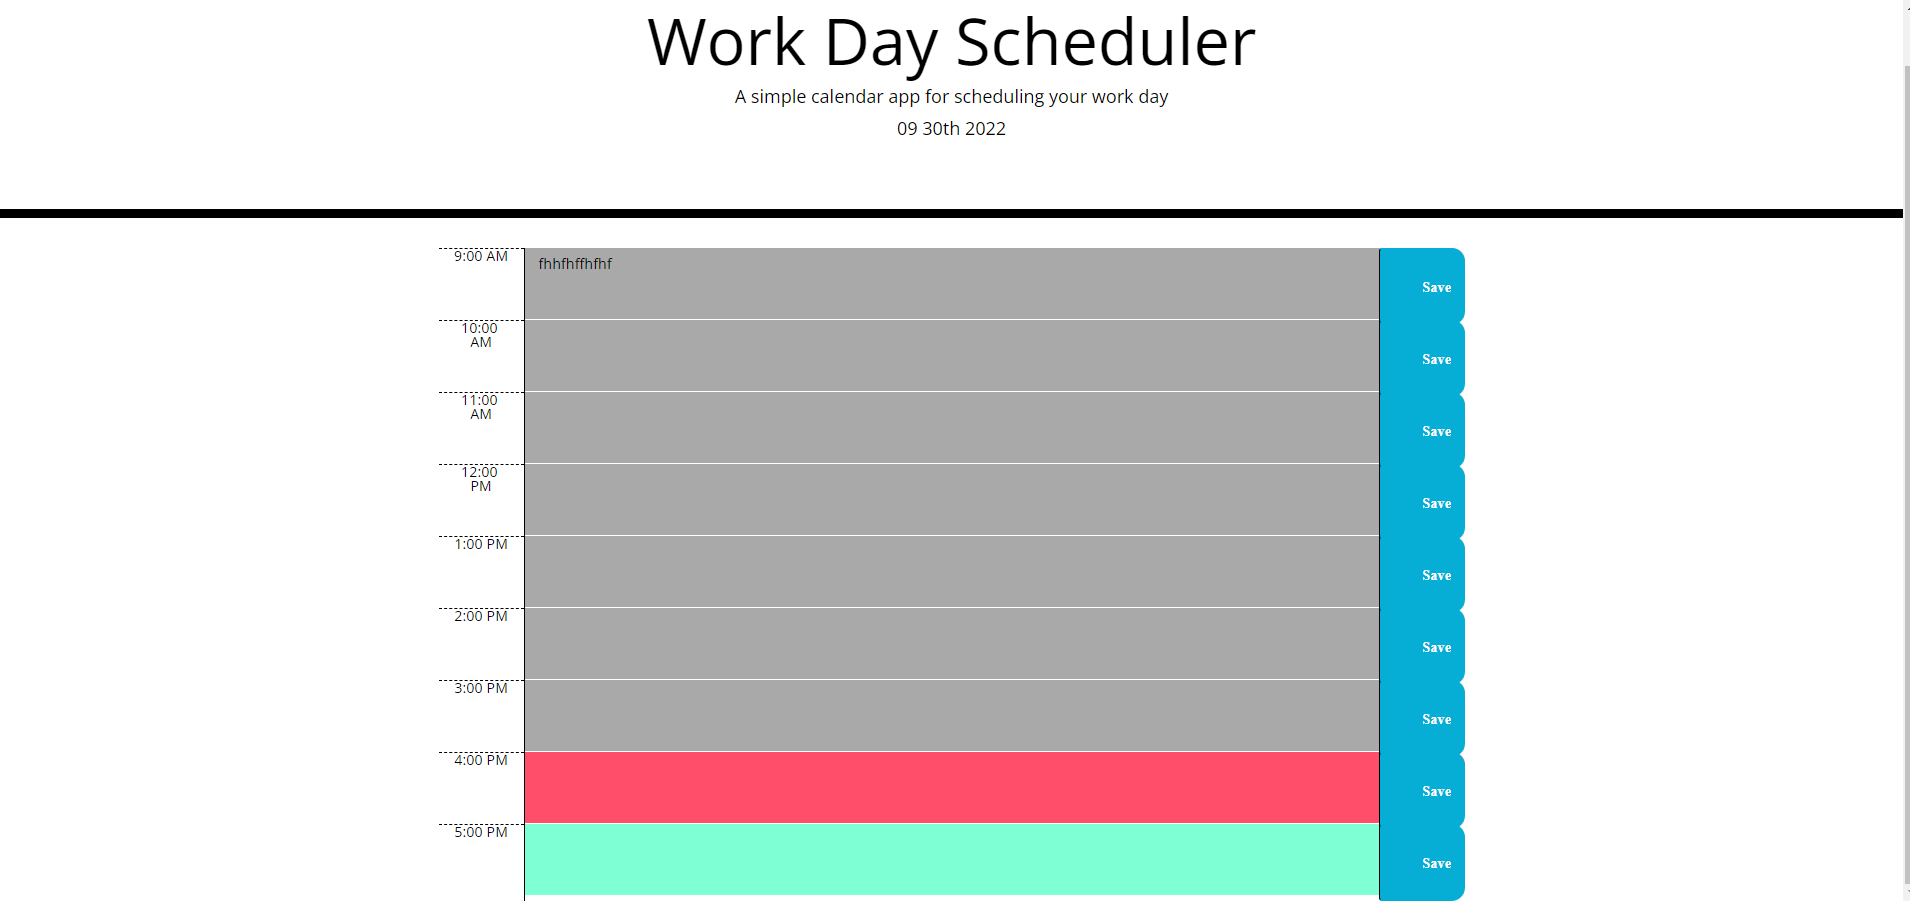 Work Day Scheduler
A simple calendar app for scheduling your work day
09 30th 2022
9:00 AM
fhhfhffhfhf
Save
10:00
AM
Save
11:00
AM
Save
12:00
PM
Save
1:00 PM
Save
2:00 PM
Save
3:00 PM
Save
4:00 PM
Save
5:00 PM
Save